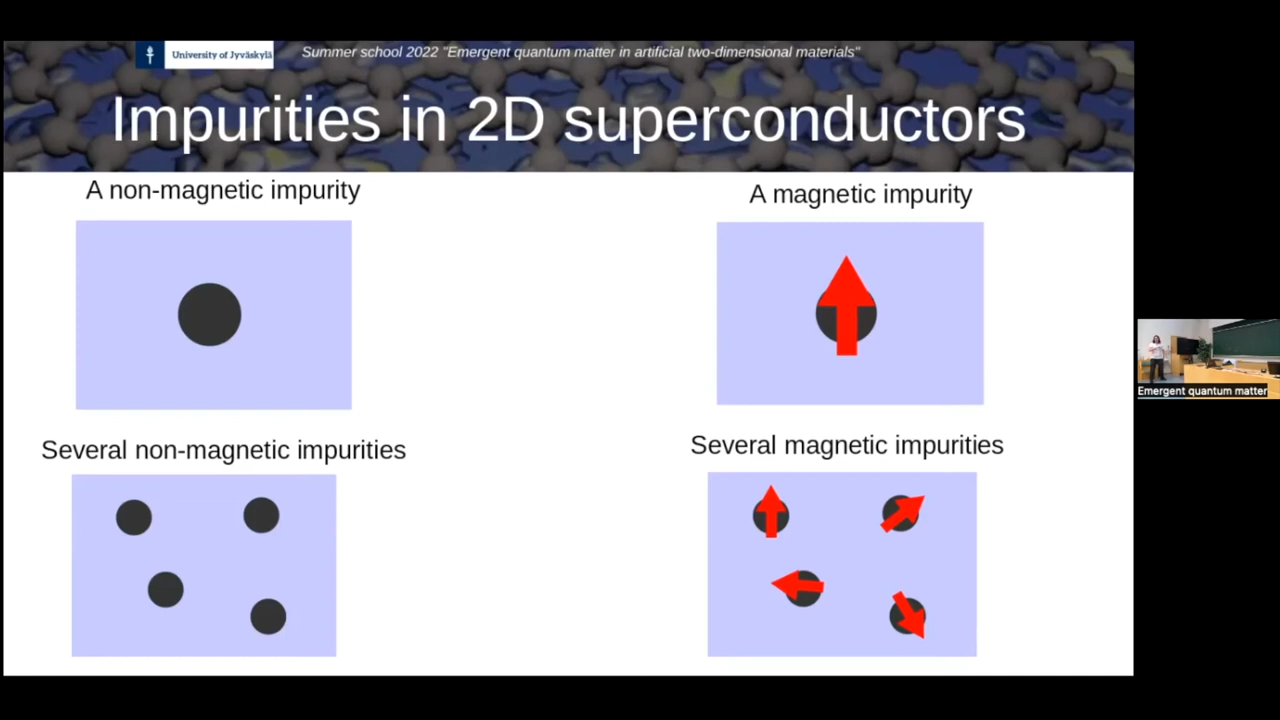 University of Jyväskylä
Summer school 2022 "Emergent quantum matter in artificial two-dimensional materials"
Impurities in 2D superconductors
A non-magnetic impurity
A magnetic impurity
Emergent quantum matter
Several non-magnetic impurities
Several magnetic impurities